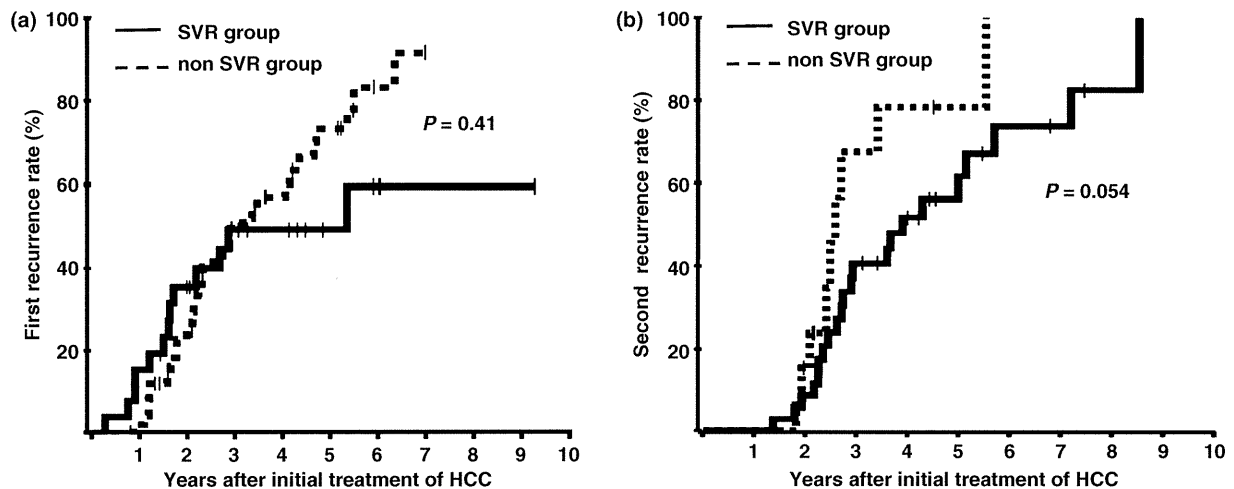 (a)
First recurrence rate (%)
100
80
60
40
20
SVR group
non SVR group
P = 0.41
1 2 3 4 5 6 7 8 9 10
Years after initial treatment of HCC
(b)
Second recurrence rate (%)
100
80
60
40
20
SVR group
non SVR group
P = 0.054
1 2 3 4 5 6 7 8 9 10
Years after initial treatment of HCC